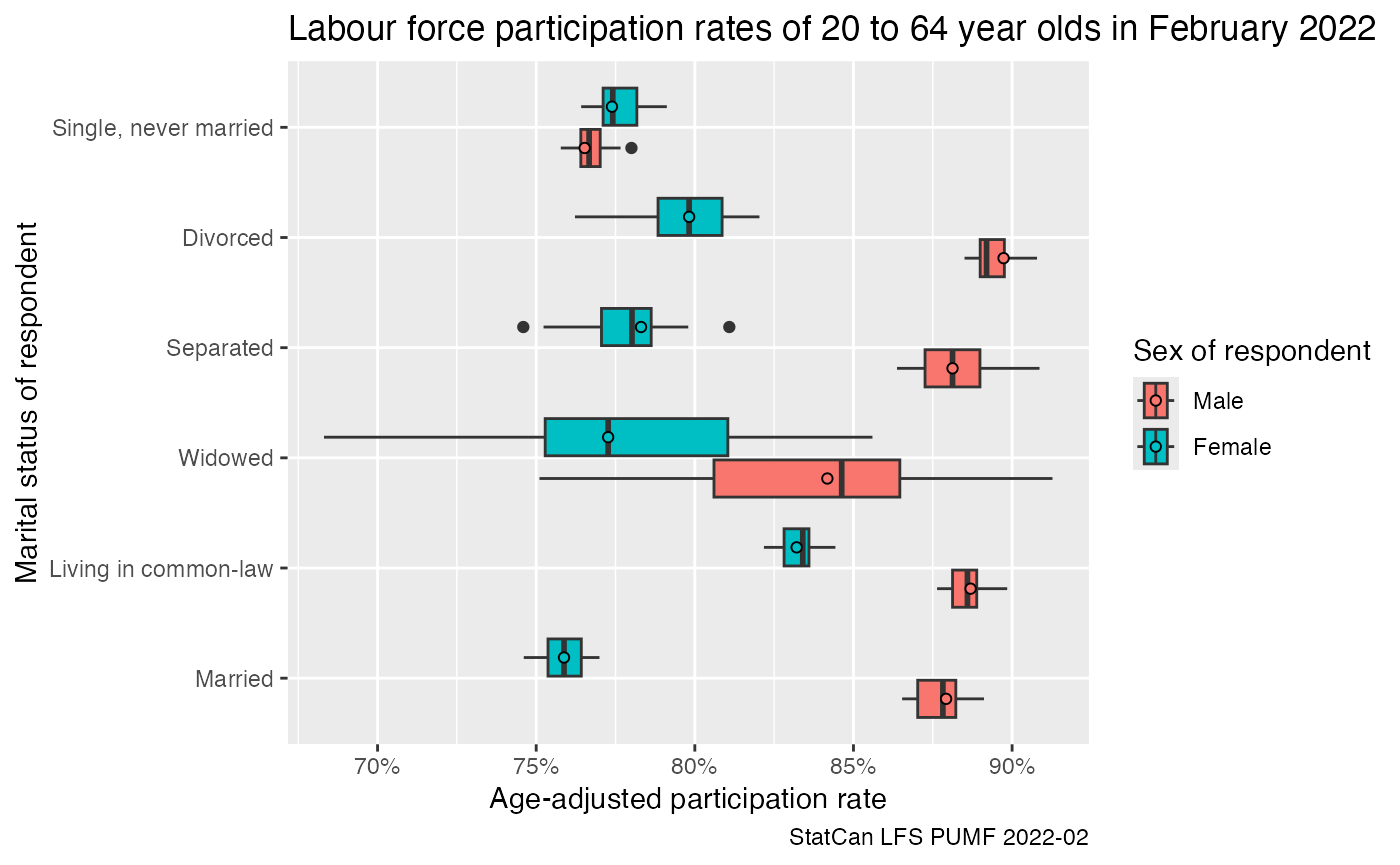 Labour force participation rates of 20 to 64 year olds in February 2022
Marital status of respondent
Single, never married
Divorced
Separated
Widowed
Living in common-law
Married
70%
75%
80%
85%
90%
Age-adjusted participation rate
Sex of respondent
Male
Female
StatCan LFS PUMF 2022-02